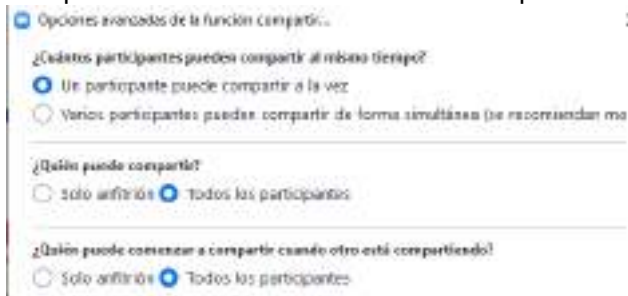 Opciones avanzadas de la función compartir...
¿Cuántos participantes pueden compartir al mismo tiempo?
Un participante puede compartir a la vez
Varios participantes pueden compartir de forma simultánea (se recomiendan
¿Quién puede compartir?
Solo anfitrión Todos los participantes
¿Quién puede comenzar a compartir cuando otro está compartiendo?
Solo anfitrión Todos los participantes